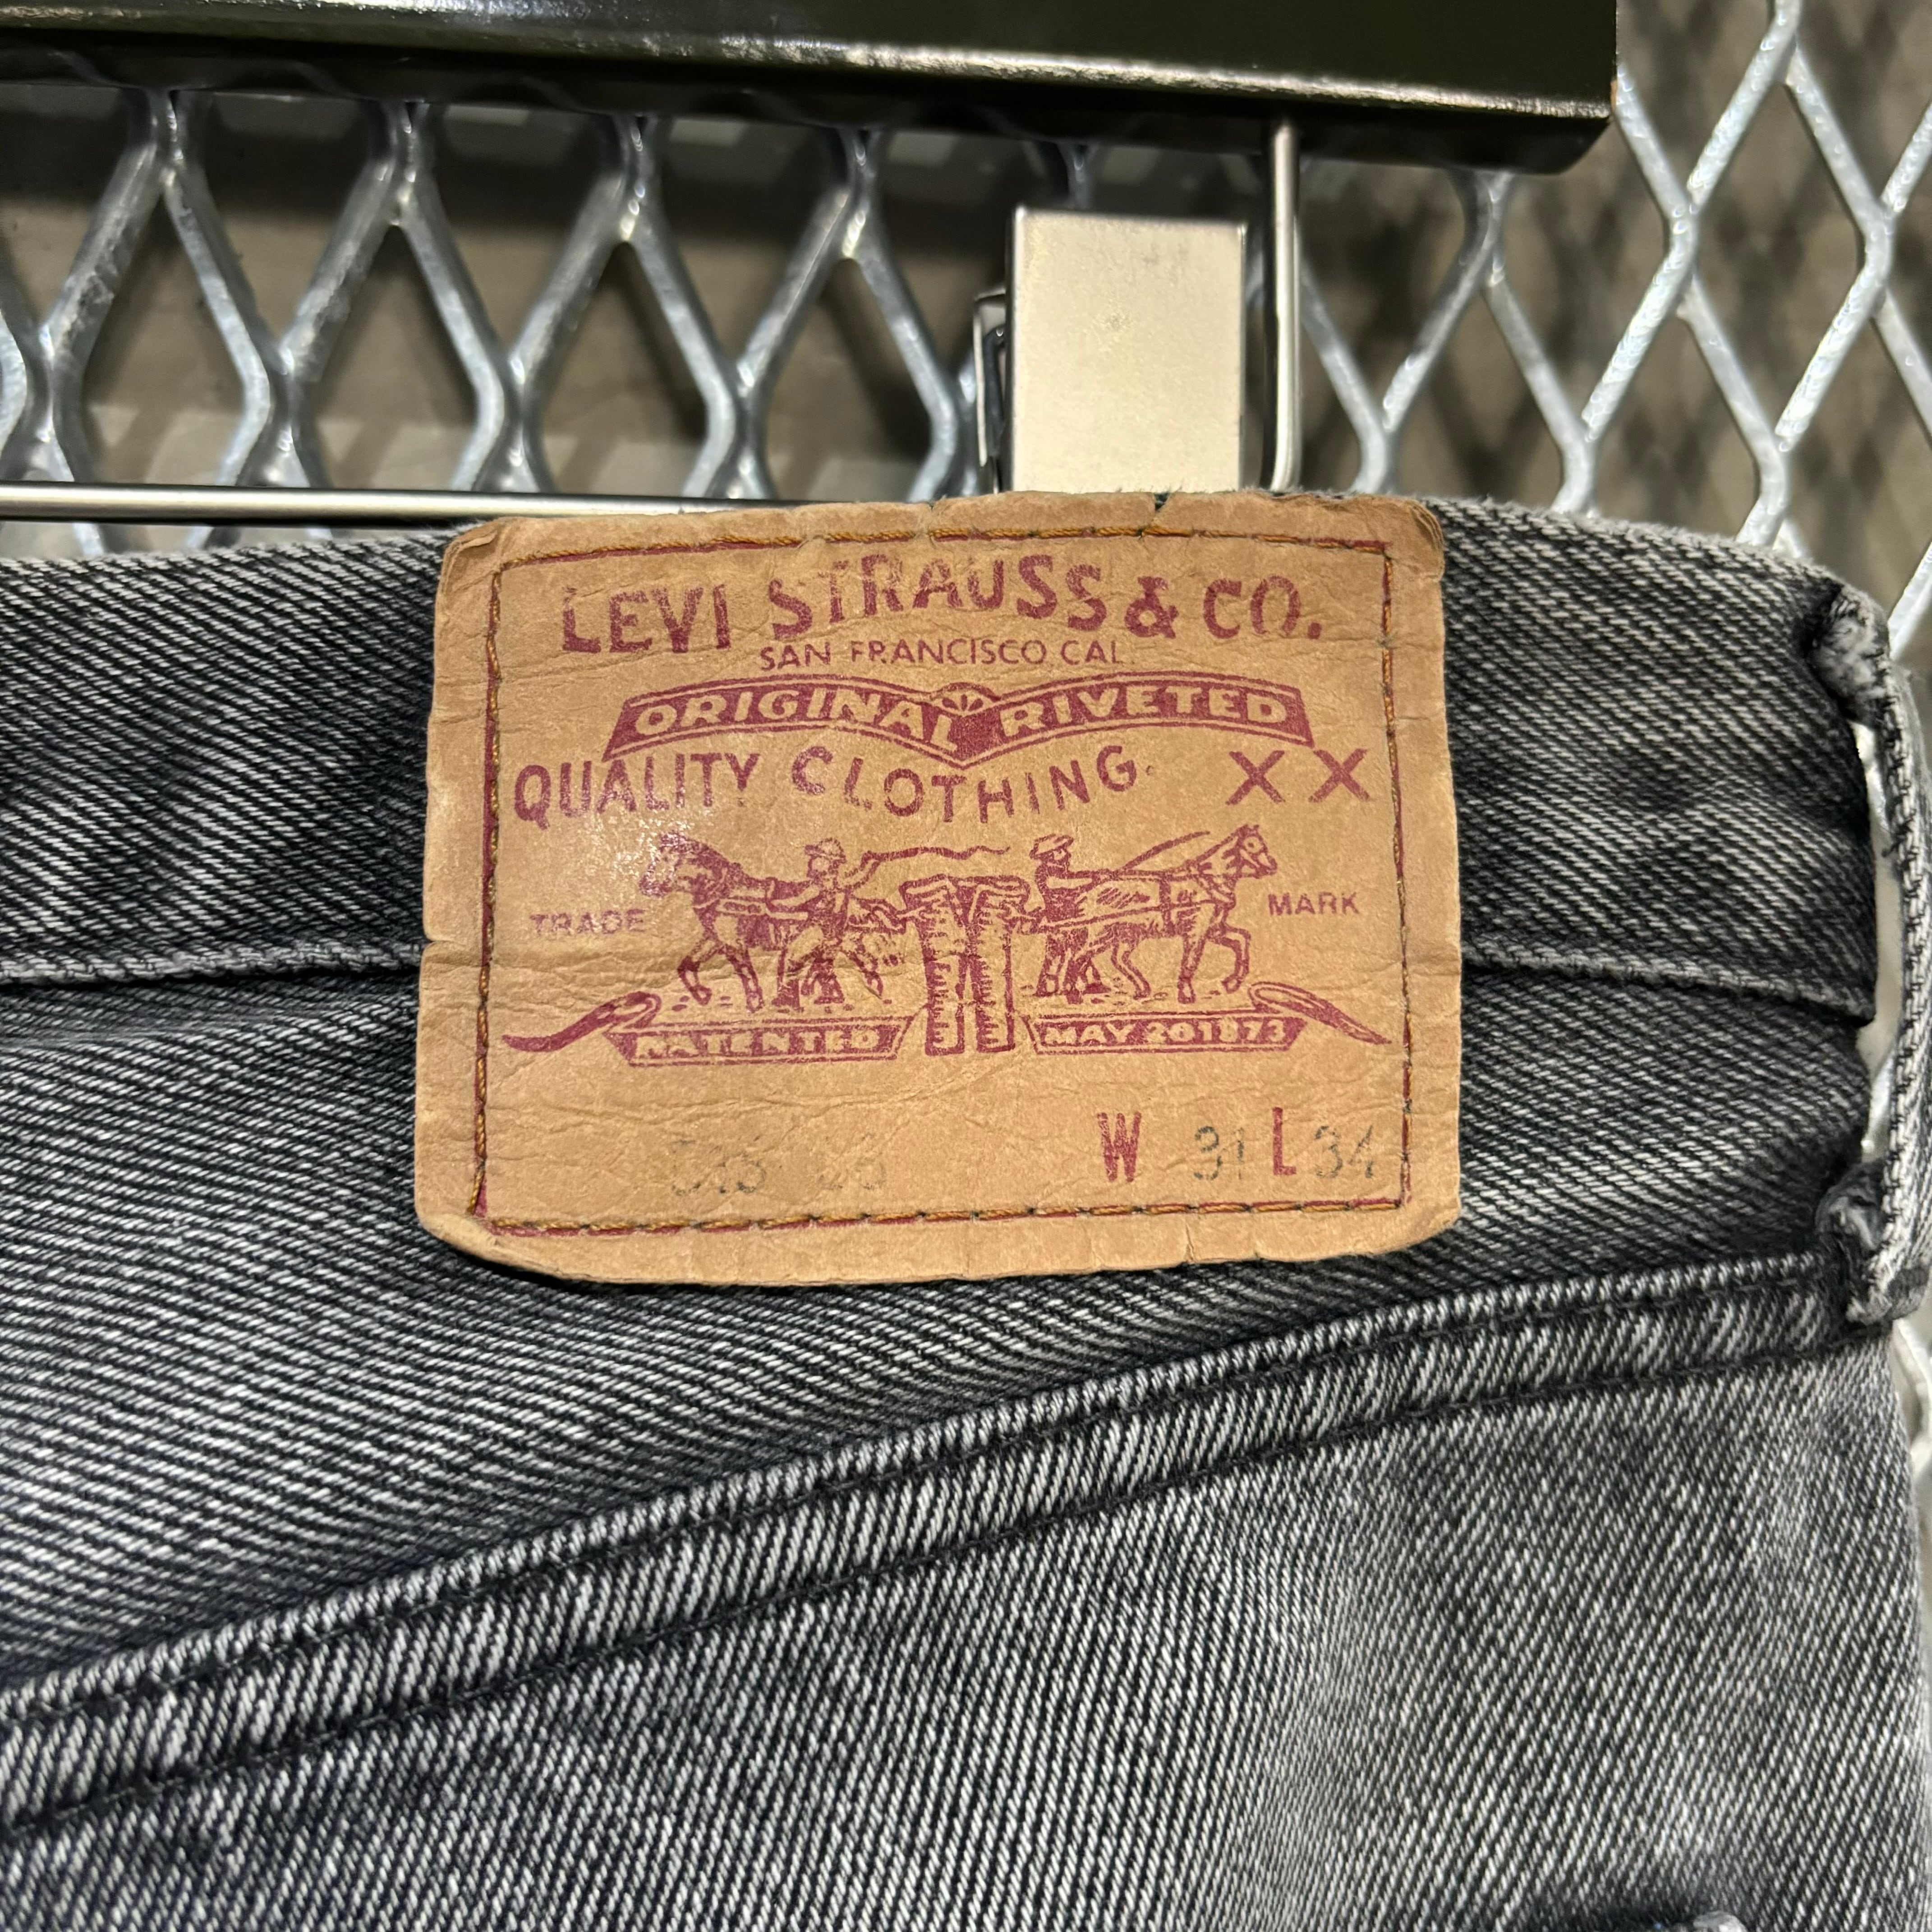 LEVI STRAUSS & CO.
SAN FRANCISCO CAL.
ORIGINAL RIVETED
QUALITY CLOTHING. XX
TRADE MARK
PATENTED MAY 20 1873
W 31 L 34